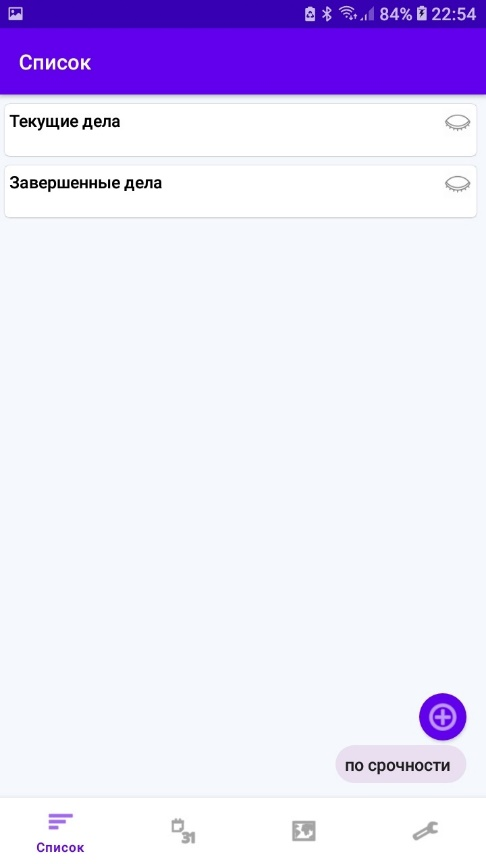 84% 22:54
Список
Текущие дела
Завершенные дела
по срочности
31
Список